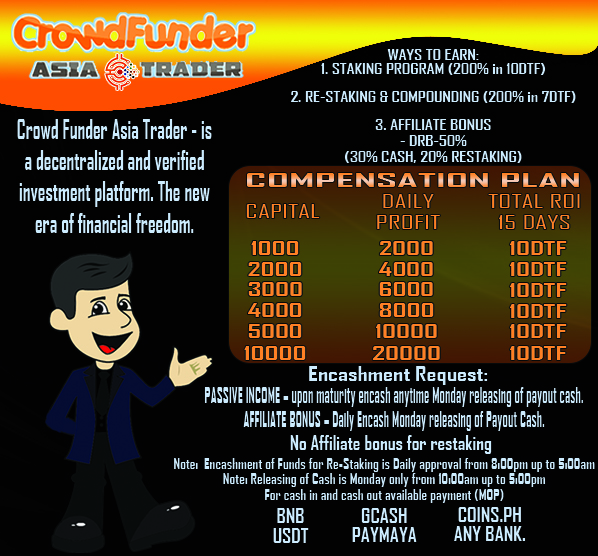 CrowdFunder
ASIA TRADER
WAYS TO EARN:
1. STAKING PROGRAM (200% in 10DTF)
2. RE-STAKING & COMPOUNDING (200% in 7DTF)
3. AFFILIATE BONUS
- DRB-50%
(30% CASH, 20% RESTAKING)
Crowd Funder Asia Trader - is
a decentralized and verified
investment platform. The new
era of financial freedom.
COMPENSATION PLAN
CAPITAL DAILY PROFIT TOTAL ROI 15 DAYS
1000 2000 10DTF
2000 4000 10DTF
3000 6000 10DTF
4000 8000 10DTF
5000 10000 10DTF
10000 20000 10DTF
Encashment Request:
PASSIVE INCOME = upon maturity encash anytime Monday releasing of payout cash.
AFFILIATE BONUS = Daily Encash Monday releasing of Payout Cash.
No Affiliate bonus for restaking
Note: Encashment of Funds for Re-Staking is Daily approval from 8:00pm up to 5:00am
Note: Releasing of Cash is Monday only from 10:00am up to 5:00pm
For cash in and cash out available payment (MOP)
BNB GCASH COINS.PH
USDT PAYMAYA ANY BANK.